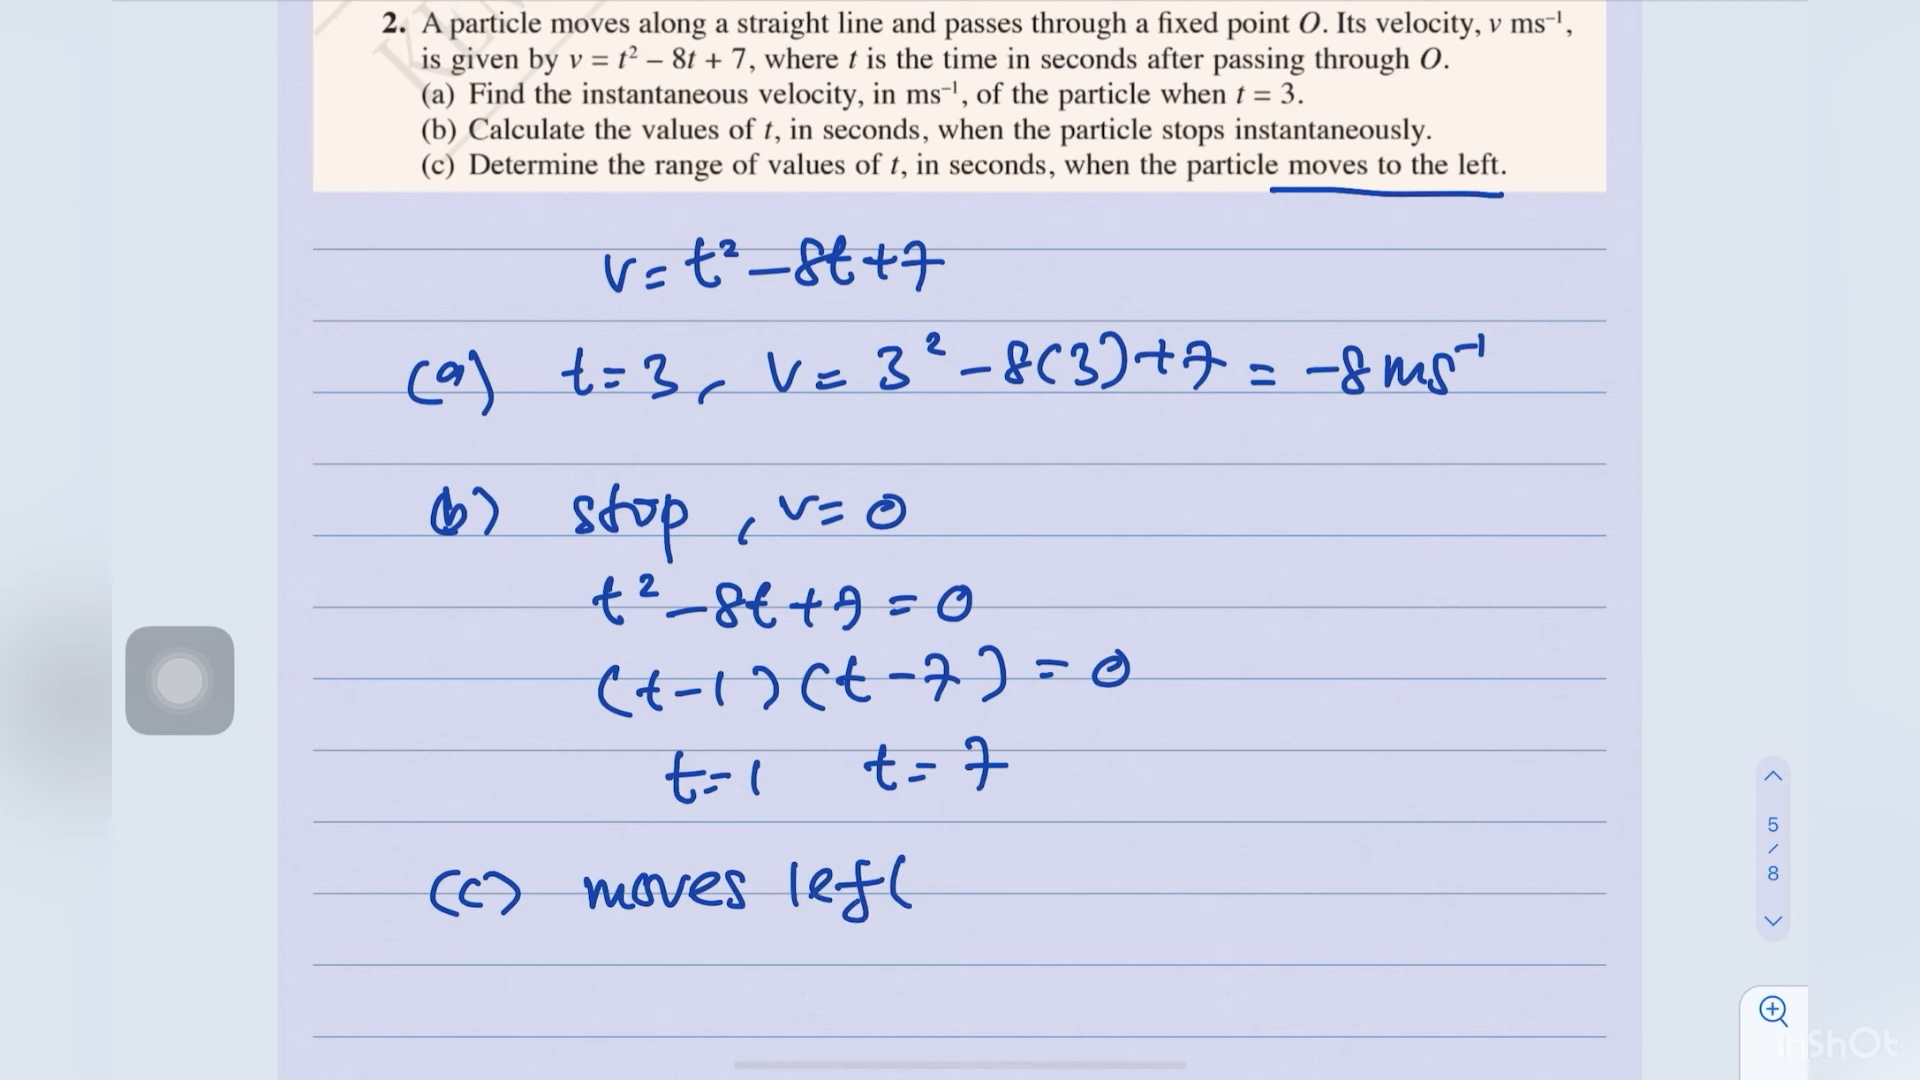 2. A particle moves along a straight line and passes through a fixed point O. Its velocity, v ms⁻¹,
is given by v = t² – 8t + 7, where t is the time in seconds after passing through O.
(a) Find the instantaneous velocity, in ms⁻¹, of the particle when t = 3.
(b) Calculate the values of t, in seconds, when the particle stops instantaneously.
(c) Determine the range of values of t, in seconds, when the particle moves to the left.
v = t² – 8t + 7
(a) t = 3, v = 3² – 8(3) + 7 = –8 ms⁻¹
(b) stop, v = 0
t² – 8t + 7 = 0
(t – 1)(t – 7) = 0
t = 1 t = 7
(c) moves left
5
/
8
InShOt